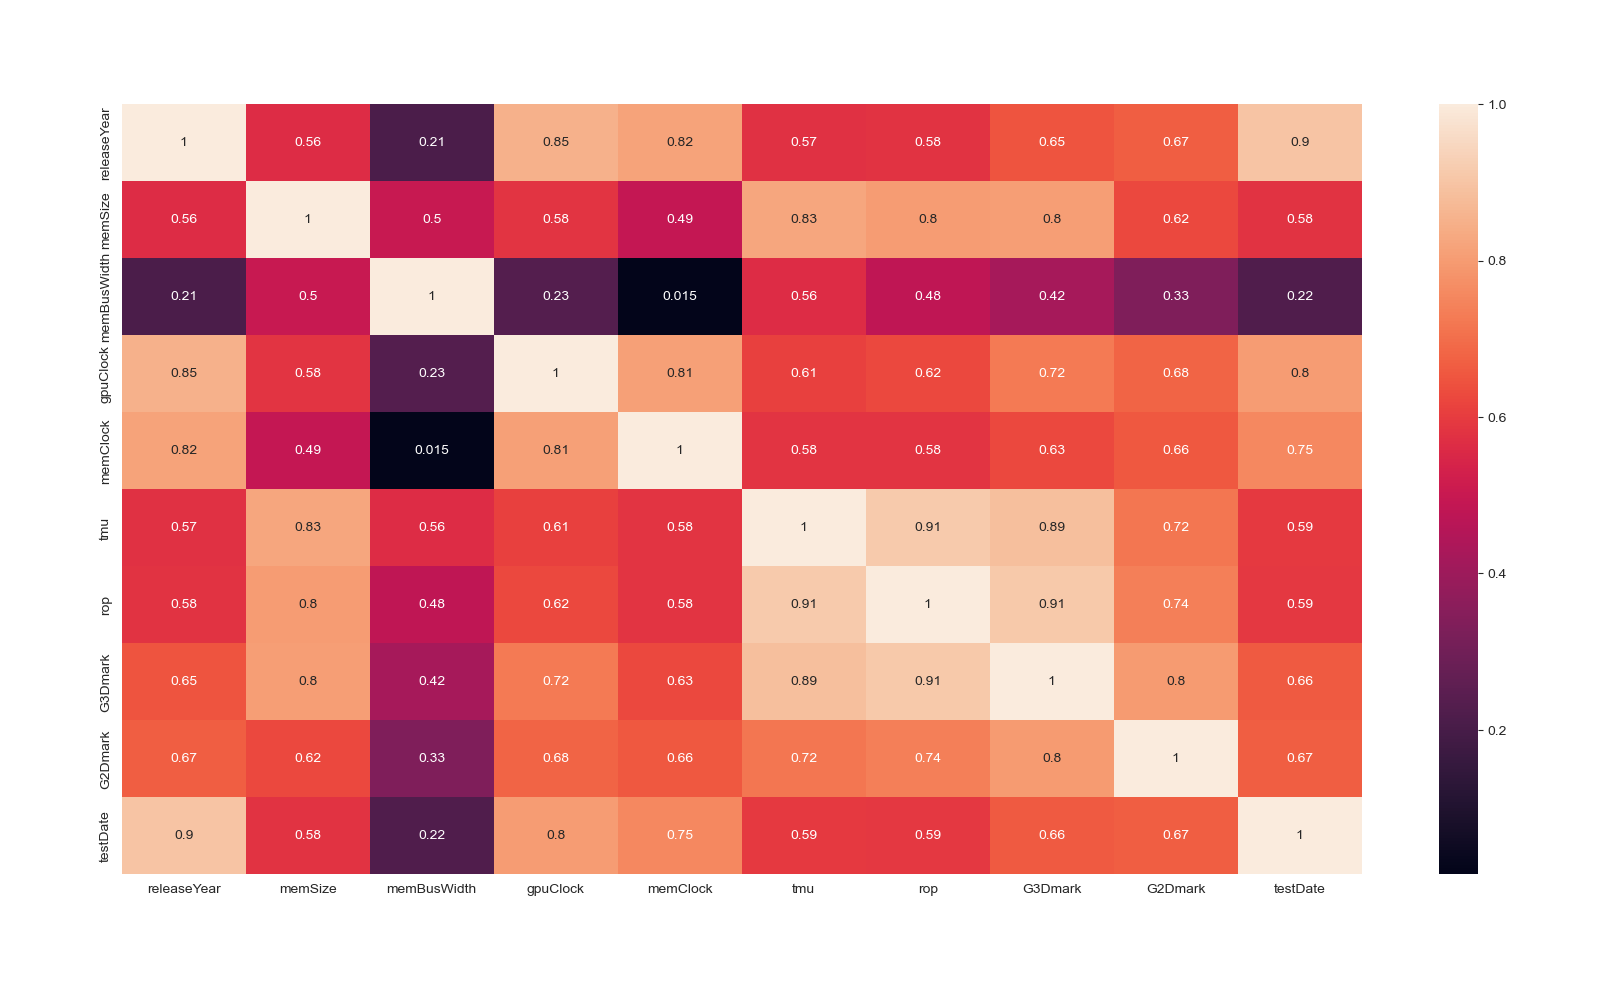 releaseYear 1 0.56 0.21 0.85 0.82 0.57 0.58 0.65 0.67 0.9
memSize 0.56 1 0.5 0.58 0.49 0.83 0.8 0.8 0.62 0.58
memBusWidth 0.21 0.5 1 0.23 0.015 0.56 0.48 0.42 0.33 0.22
gpuClock 0.85 0.58 0.23 1 0.81 0.61 0.62 0.72 0.68 0.8
memClock 0.82 0.49 0.015 0.81 1 0.58 0.58 0.63 0.66 0.75
tmu 0.57 0.83 0.56 0.61 0.58 1 0.91 0.89 0.72 0.59
rop 0.58 0.8 0.48 0.62 0.58 0.91 1 0.91 0.74 0.59
G3Dmark 0.65 0.8 0.42 0.72 0.63 0.89 0.91 1 0.8 0.66
G2Dmark 0.67 0.62 0.33 0.68 0.66 0.72 0.74 0.8 1 0.67
testDate 0.9 0.58 0.22 0.8 0.75 0.59 0.59 0.66 0.67 1
releaseYear memSize memBusWidth gpuClock memClock tmu rop G3Dmark G2Dmark testDate
1.0
0.8
0.6
0.4
0.2